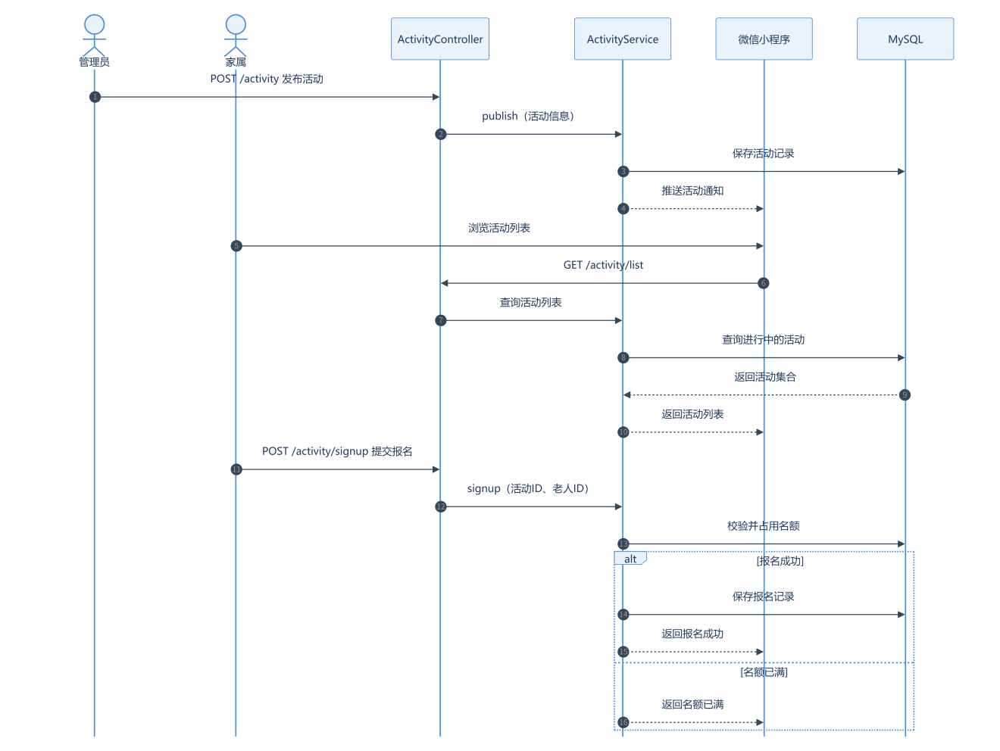 管理员
家属
ActivityController
ActivityService
微信小程序
MySQL
POST /activity 发布活动
1
publish（活动信息）
2
保存活动记录
3
推送活动通知
4
浏览活动列表
5
GET /activity/list
6
查询活动列表
7
查询进行中的活动
8
返回活动集合
9
返回活动列表
10
POST /activity/signup 提交报名
11
signup（活动ID、老人ID）
12
校验并占用名额
13
alt
[报名成功]
保存报名记录
14
返回报名成功
15
[名额已满]
返回名额已满
16